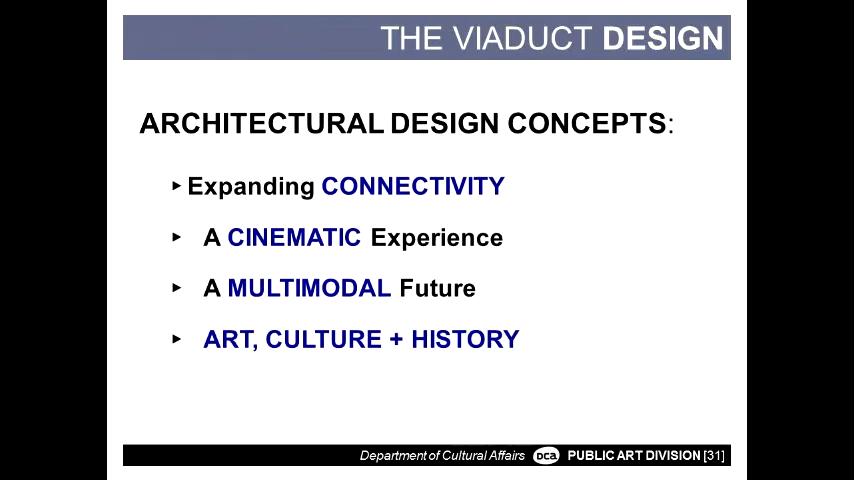 THE VIADUCT DESIGN
ARCHITECTURAL DESIGN CONCEPTS:
▸Expanding CONNECTIVITY
▸ A CINEMATIC Experience
▸ A MULTIMODAL Future
▸ ART, CULTURE + HISTORY
Department of Cultural Affairs DCA PUBLIC ART DIVISION [31]